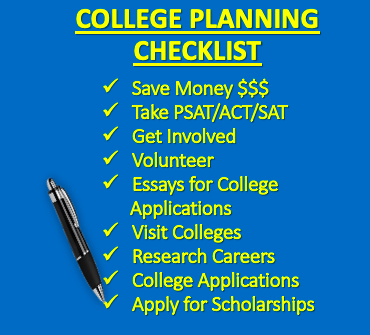 COLLEGE PLANNING
CHECKLIST
✓ Save Money $$$
✓ Take PSAT/ACT/SAT
✓ Get Involved
✓ Volunteer
✓ Essays for College
Applications
✓ Visit Colleges
✓ Research Careers
✓ College Applications
✓ Apply for Scholarships